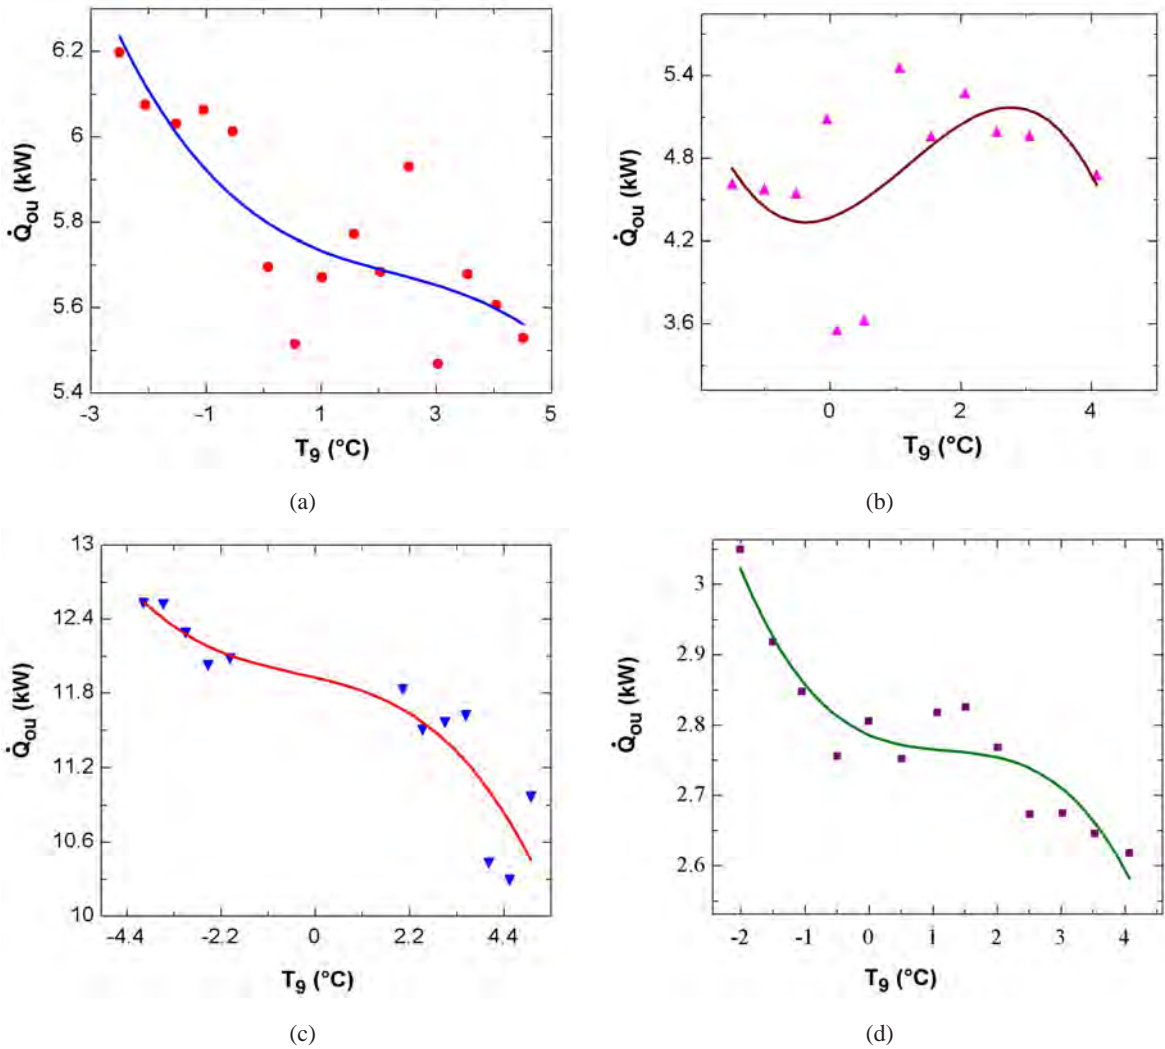 6.2
6
5.8
5.6
5.4
Q̇ou (kW)
-3 -1 1 3 5
T9 (°C)
(a)
5.4
4.8
4.2
3.6
Q̇ou (kW)
0 2 4
T9 (°C)
(b)
13
12.4
11.8
11.2
10.6
10
Q̇ou (kW)
-4.4 -2.2 0 2.2 4.4
T9 (°C)
(c)
3
2.9
2.8
2.7
2.6
Q̇ou (kW)
-2 -1 0 1 2 3 4
T9 (°C)
(d)